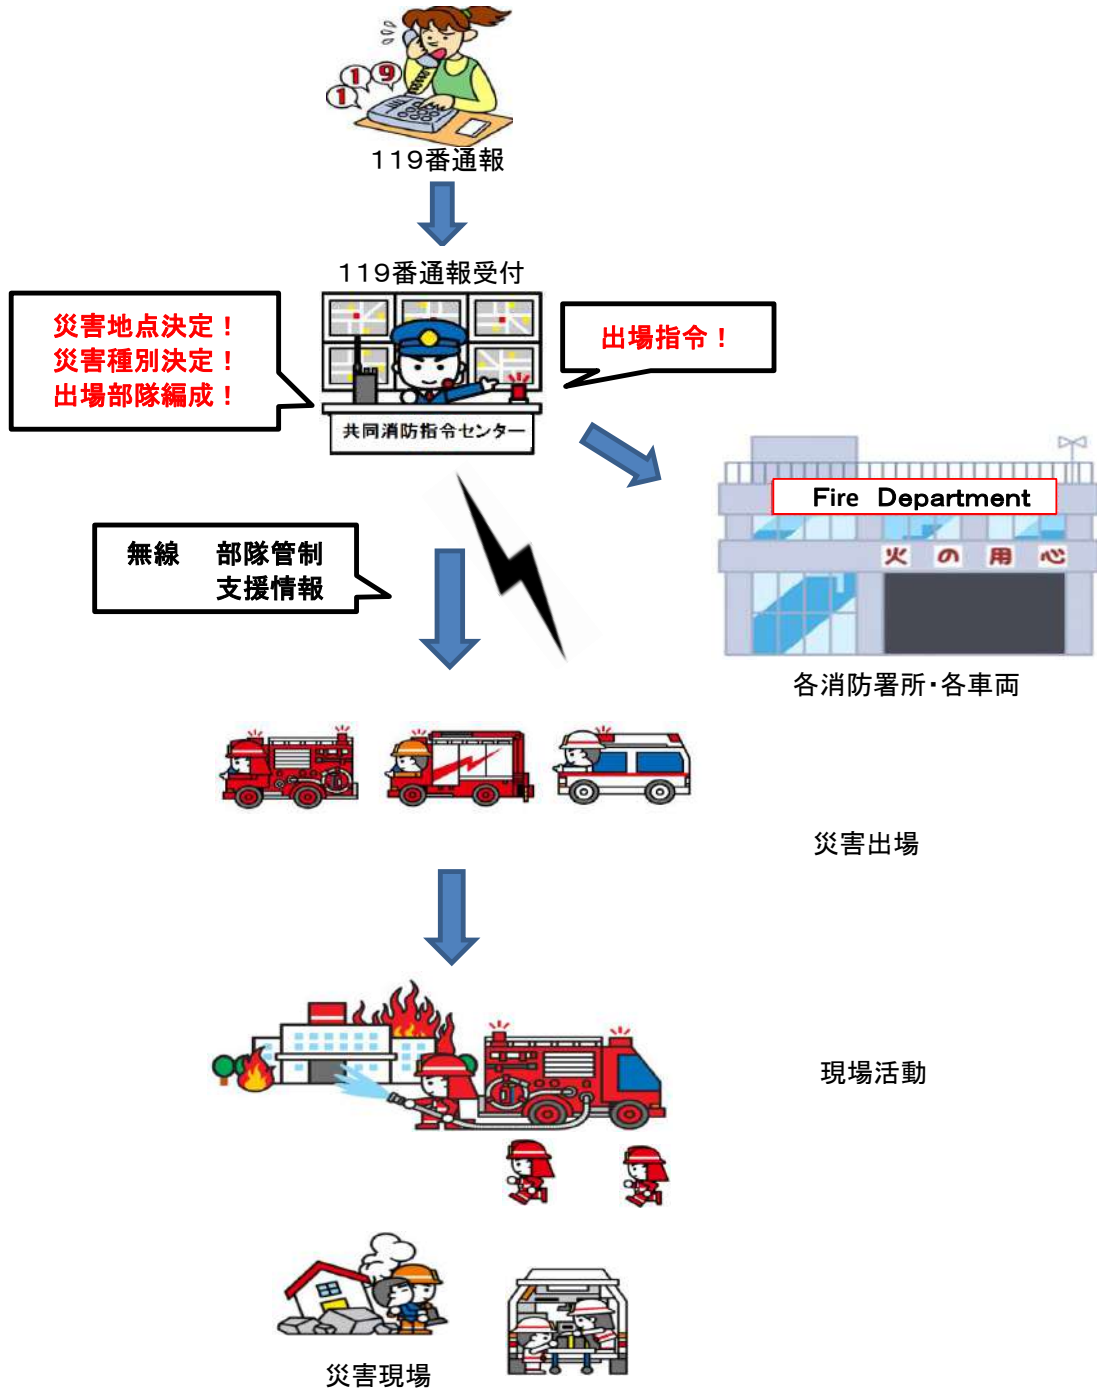 1 1 9
119番通報
119番通報受付
災害地点決定！
災害種別決定！
出場部隊編成！
出場指令！
共同消防指令センター
Fire Department
火の用心
無線 部隊管制
支援情報
各消防署所・各車両
災害出場
現場活動
災害現場